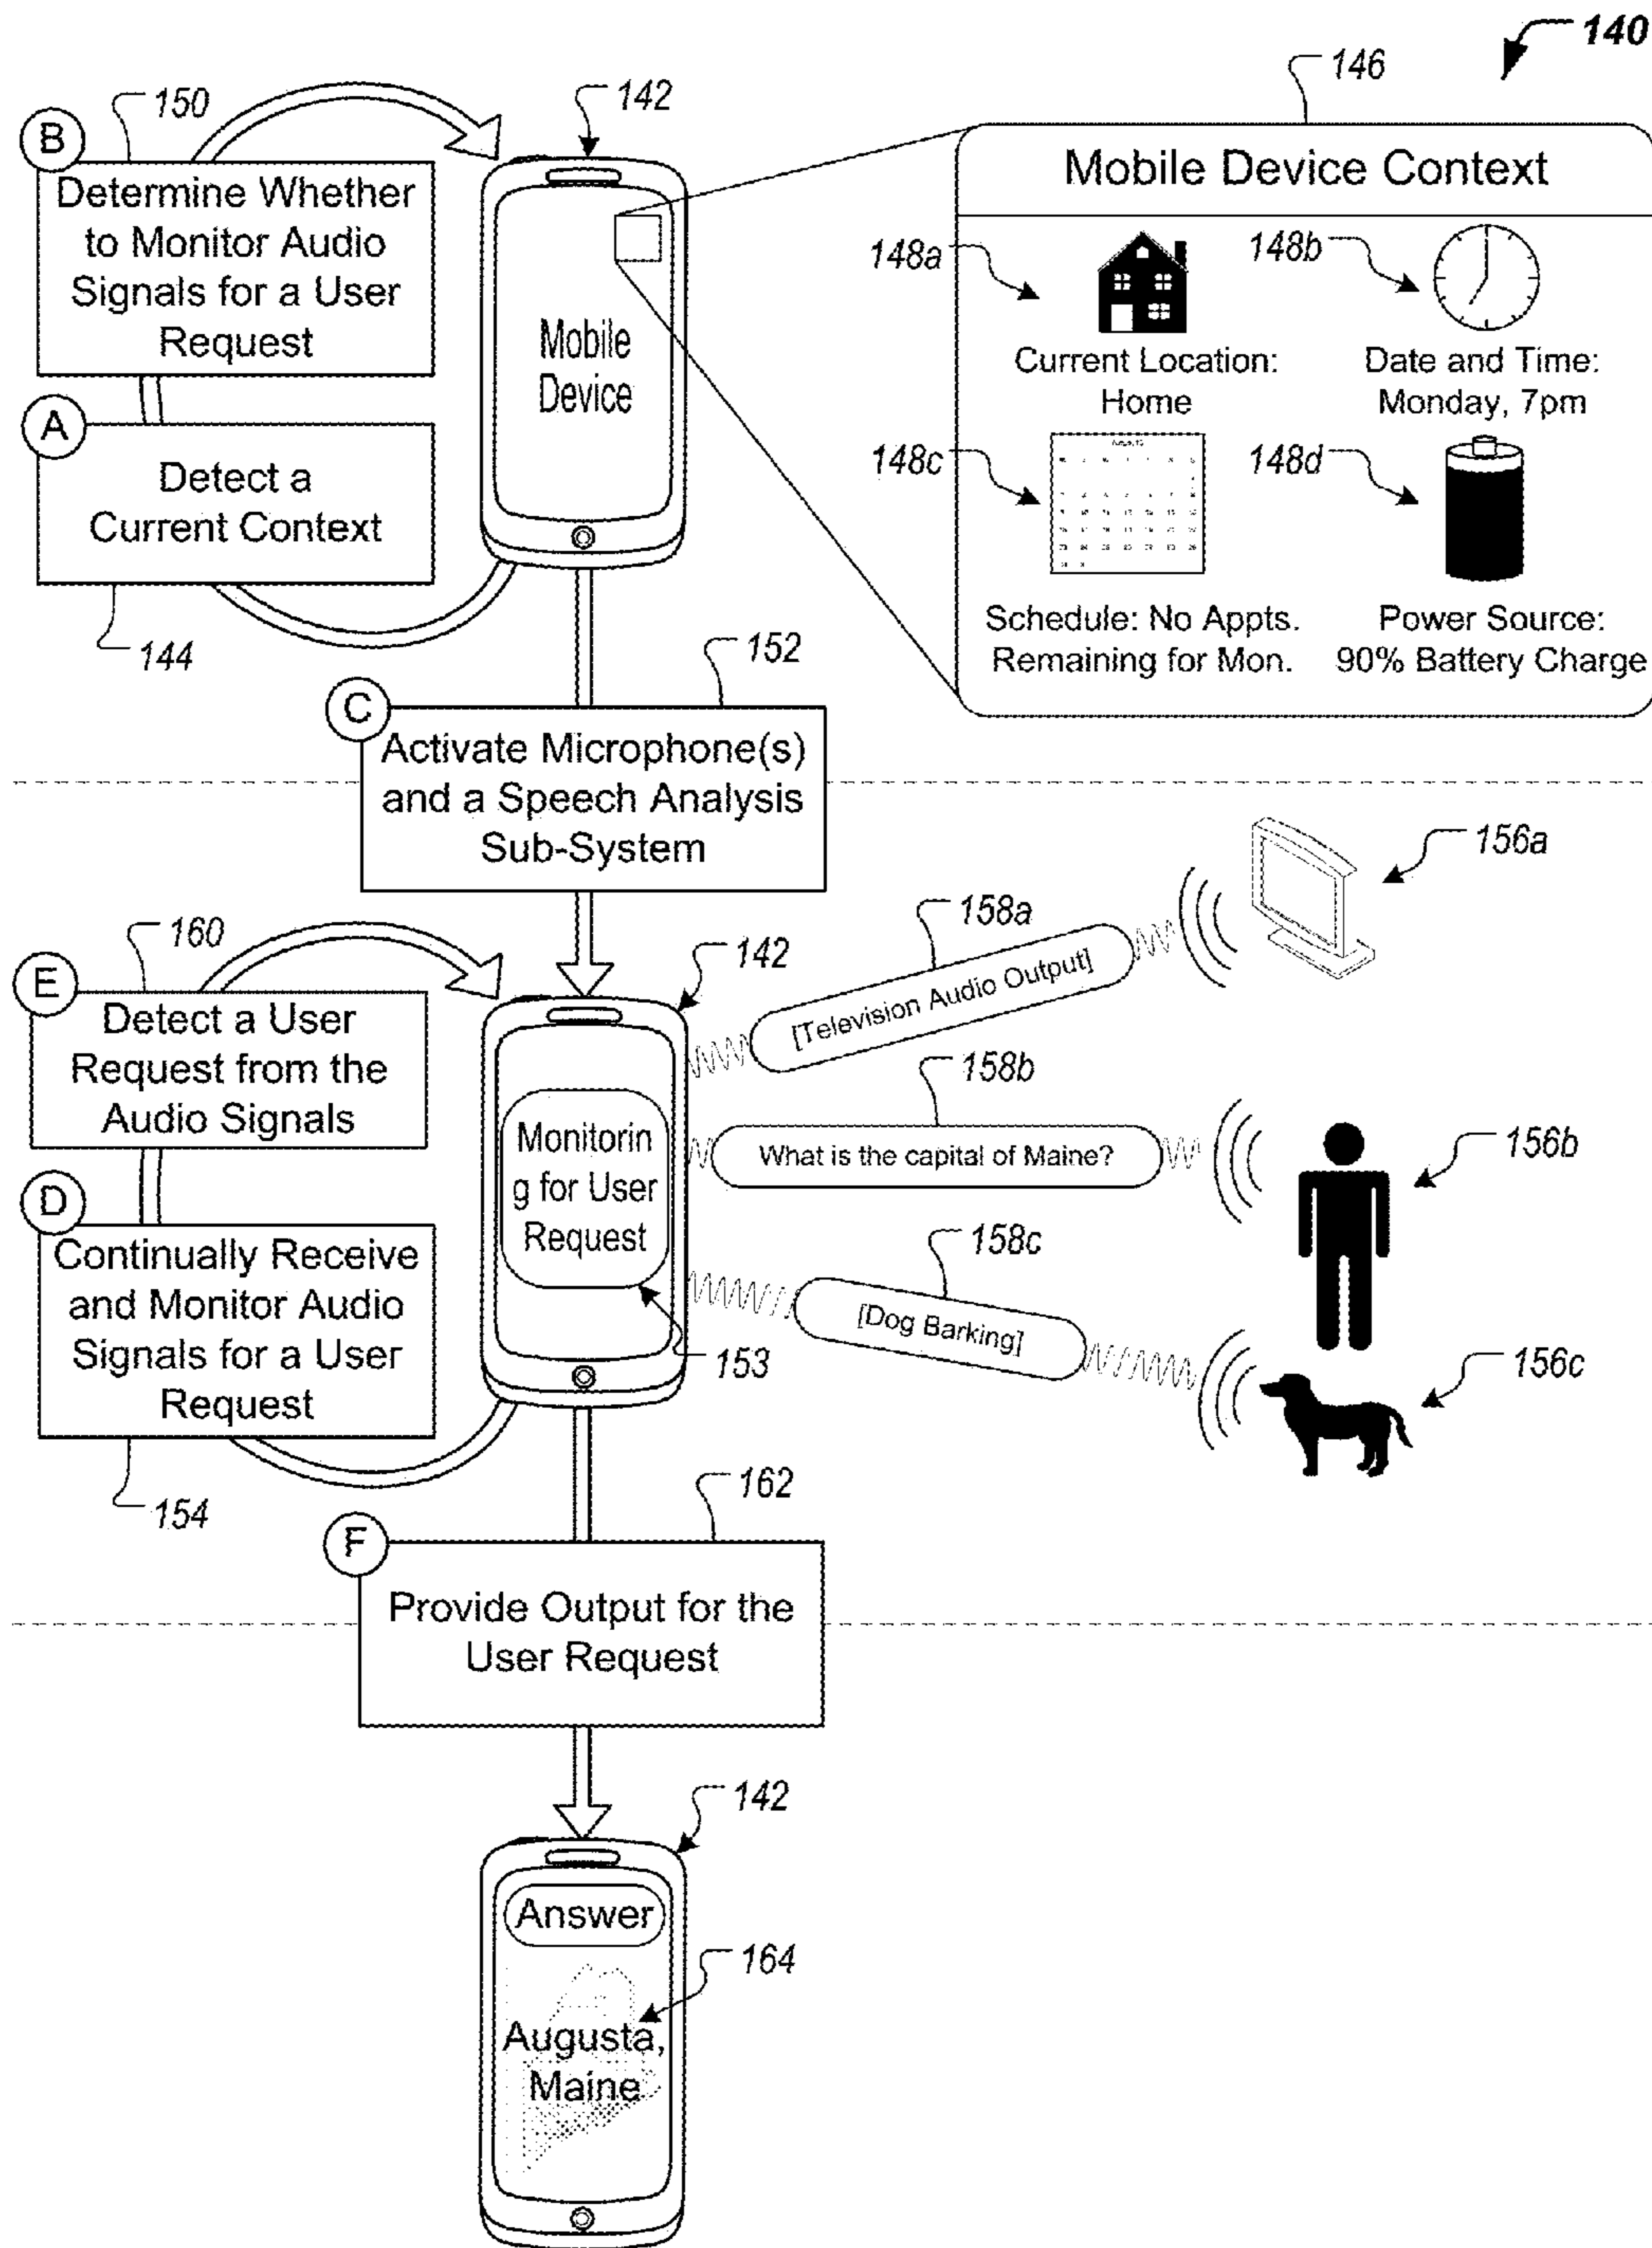 140
146
150
142
B
Determine Whether
to Monitor Audio
Signals for a User
Request
Mobile
Device
A
Detect a
Current Context
144
Mobile Device Context
148a
148b
Current Location:
Home
Date and Time:
Monday, 7pm
148c
148d
Schedule: No Appts.
Remaining for Mon.
Power Source:
90% Battery Charge
152
C
Activate Microphone(s)
and a Speech Analysis
Sub-System
156a
158a
[Television Audio Output]
160
142
E
Detect a User
Request from the
Audio Signals
158b
What is the capital of Maine?
156b
Monitorin
g for User
Request
153
D
Continually Receive
and Monitor Audio
Signals for a User
Request
154
158c
[Dog Barking]
156c
162
F
Provide Output for the
User Request
142
Answer
164
Augusta,
Maine